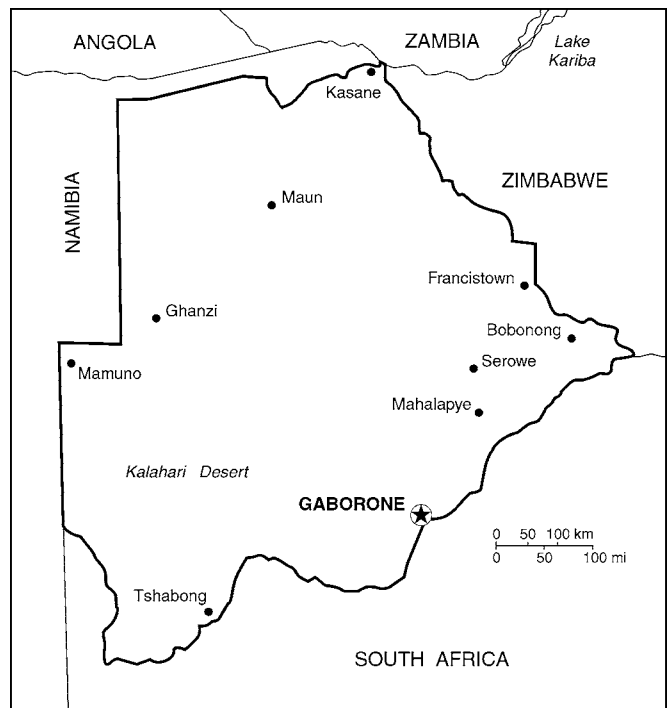 ANGOLA
ZAMBIA
Lake
Kariba
Kasane
ZIMBABWE
NAMIBIA
Maun
Francistown
Ghanzi
Bobonong
Serowe
Mamuno
Mahalapye
Kalahari Desert
GABORONE
0 50 100 km
0 50 100 mi
Tshabong
SOUTH AFRICA